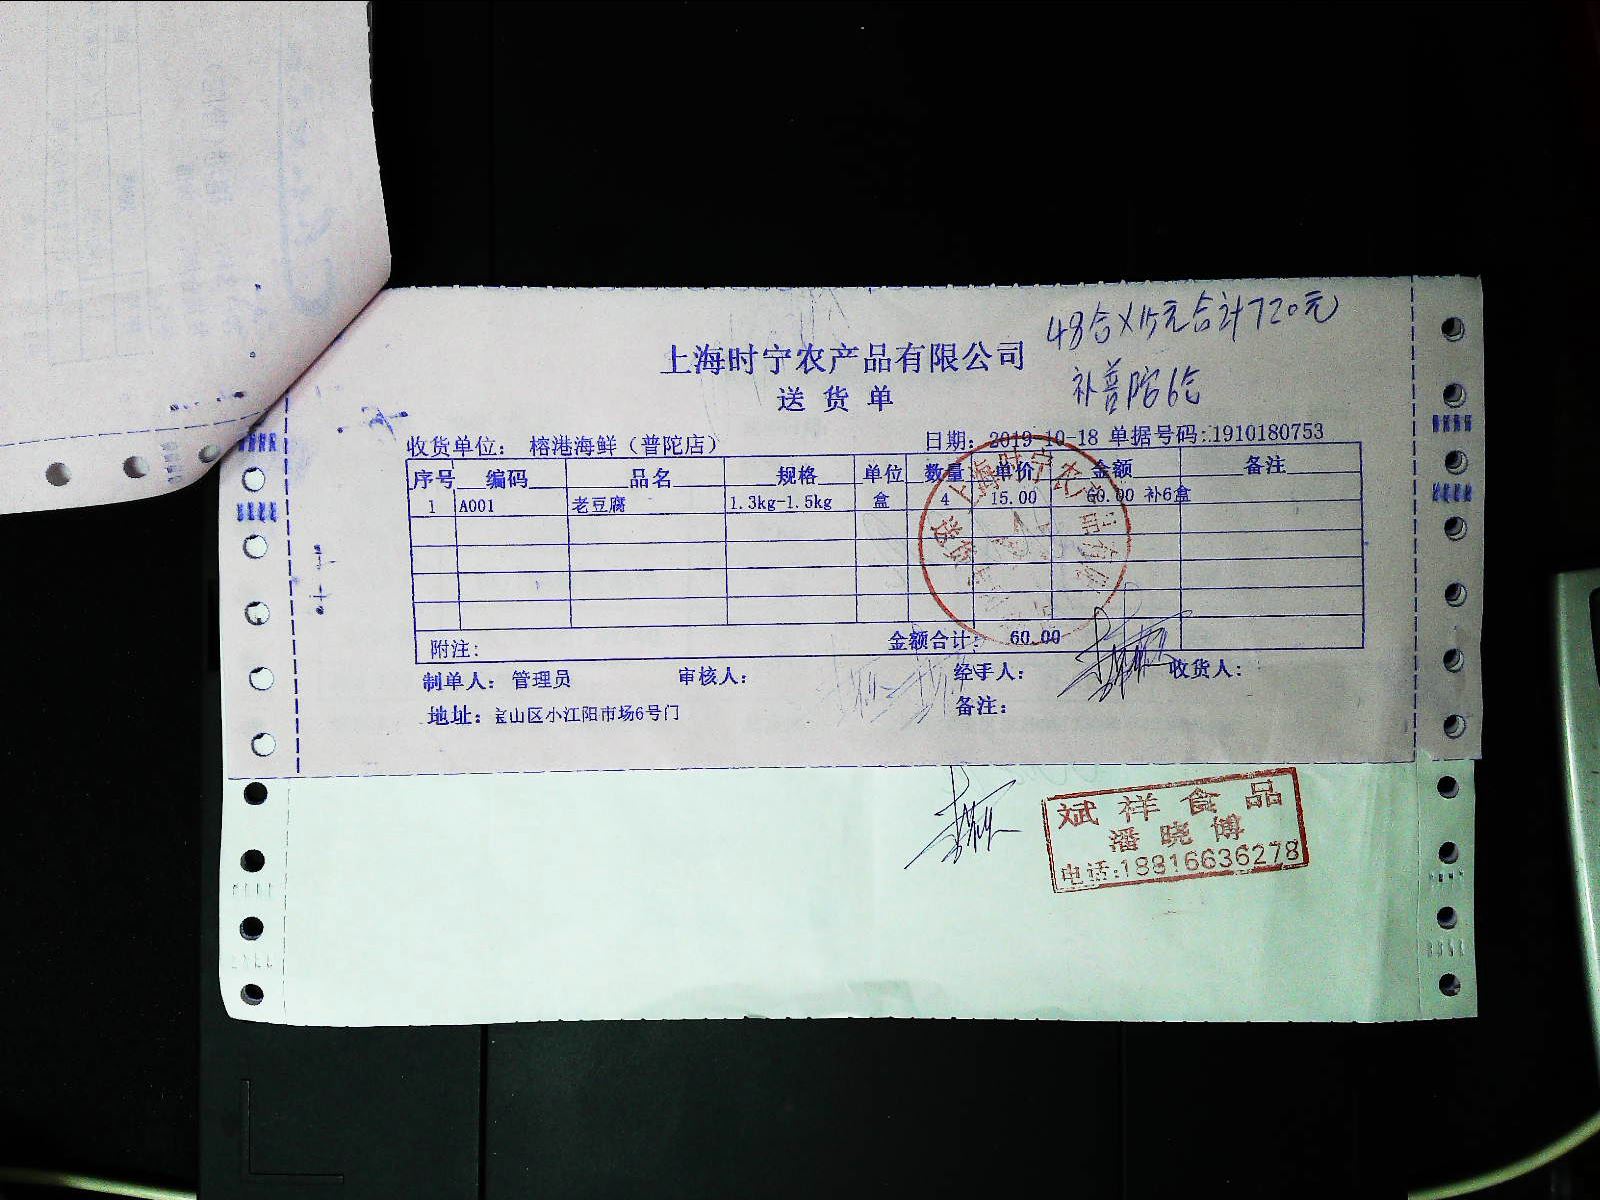 48合×15元合计720元
上海时宁农产品有限公司
补普陀6合
送货单
收货单位： 榕港海鲜（普陀店） 日期：2019-10-18 单据号码:1910180753
序号 编码 品名 规格 单位 数量 单价 金额 备注
1 A001 老豆腐 1.3kg-1.5kg 盒 4 15.00 60.00 补6盒
附注: 金额合计: 60.00
制单人： 管理员 审核人： 经手人： 收货人：
地址： 宝山区小江阳市场6号门 备注：
斌祥食品
潘晓博
电话:18816636278